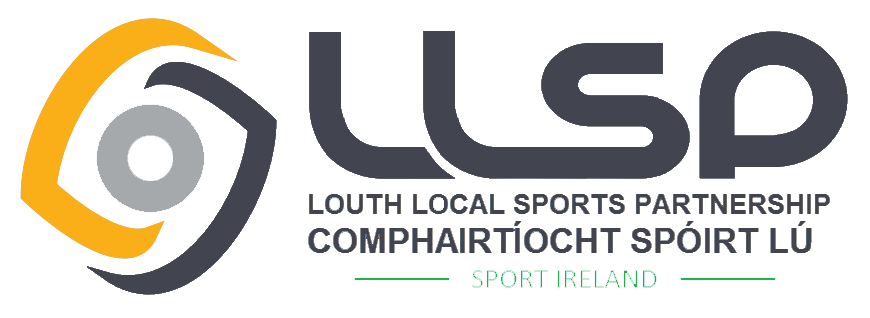 LLSP
LOUTH LOCAL SPORTS PARTNERSHIP
COMPHAIRTÍOCHT SPÓIRT LÚ
SPORT IRELAND